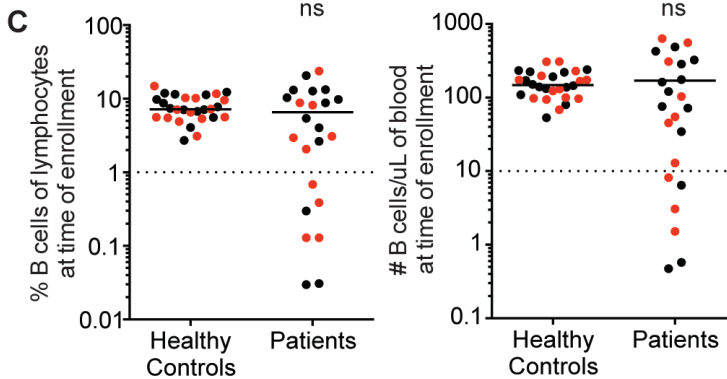 C
ns
100
10
1
0.1
0.01
% B cells of lymphocytes
at time of enrollment
Healthy
Controls
Patients
ns
1000
100
10
1
0.1
# B cells/uL of blood
at time of enrollment
Healthy
Controls
Patients